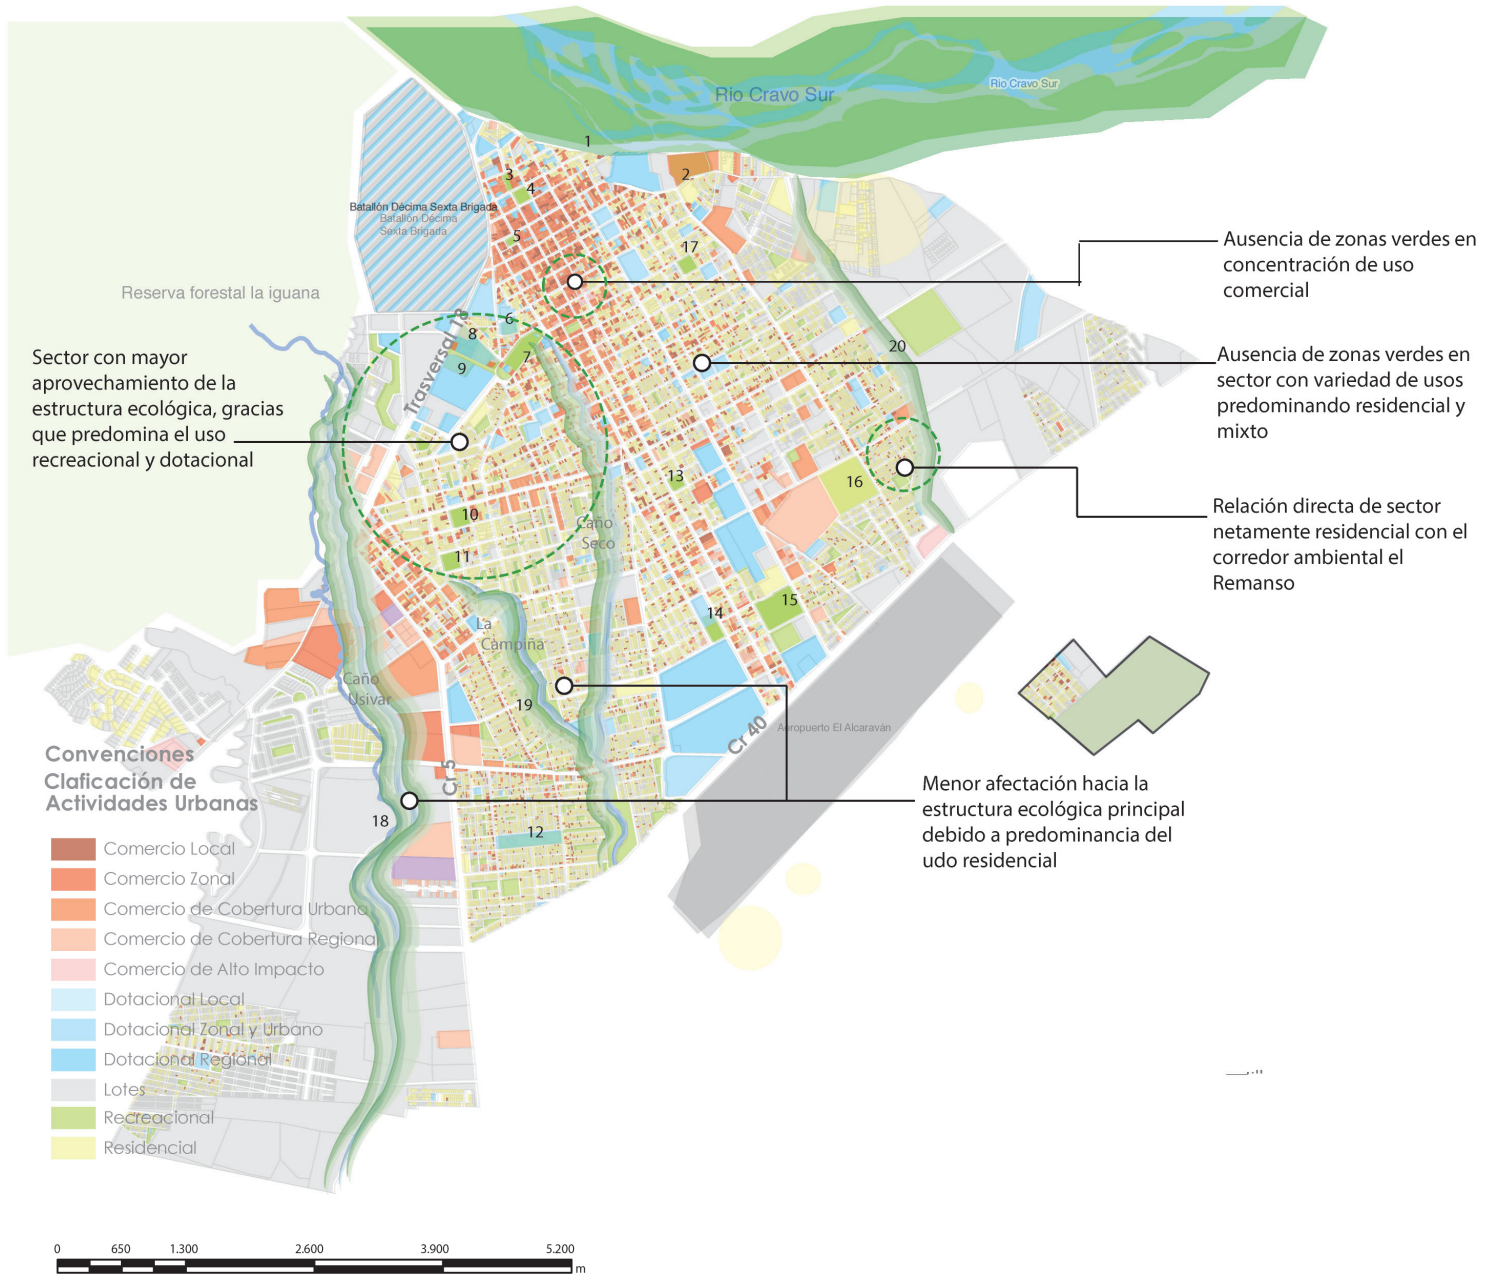 Rio Cravo Sur
Rio Cravo Sur
1
2
3
4
5
17
Batallón Décima Sexta Brigada
Batallón Décima
Sexta Brigada
Reserva forestal la iguana
Ausencia de zonas verdes en
concentración de uso
comercial
Trasversal 18
6
7
8
9
20
Sector con mayor
aprovechamiento de la
estructura ecológica, gracias
que predomina el uso
recreacional y dotacional
Ausencia de zonas verdes en
sector con variedad de usos
predominando residencial y
mixto
13
16
10
11
Caño
Seco
Relación directa de sector
netamente residencial con el
corredor ambiental el
Remanso
14
15
La
Campiña
Caño
Usivar
19
Cr 5
Cr 40
Aeropuerto El Alcaraván
18
12
Menor afectación hacia la
estructura ecológica principal
debido a predominancia del
udo residencial
Convenciones
Claficación de
Actividades Urbanas
Comercio Local
Comercio Zonal
Comercio de Cobertura Urbana
Comercio de Cobertura Regional
Comercio de Alto Impacto
Dotacional Local
Dotacional Zonal y Urbano
Dotacional Regional
Lotes
Recreacional
Residencial
0 650 1.300 2.600 3.900 5.200
m